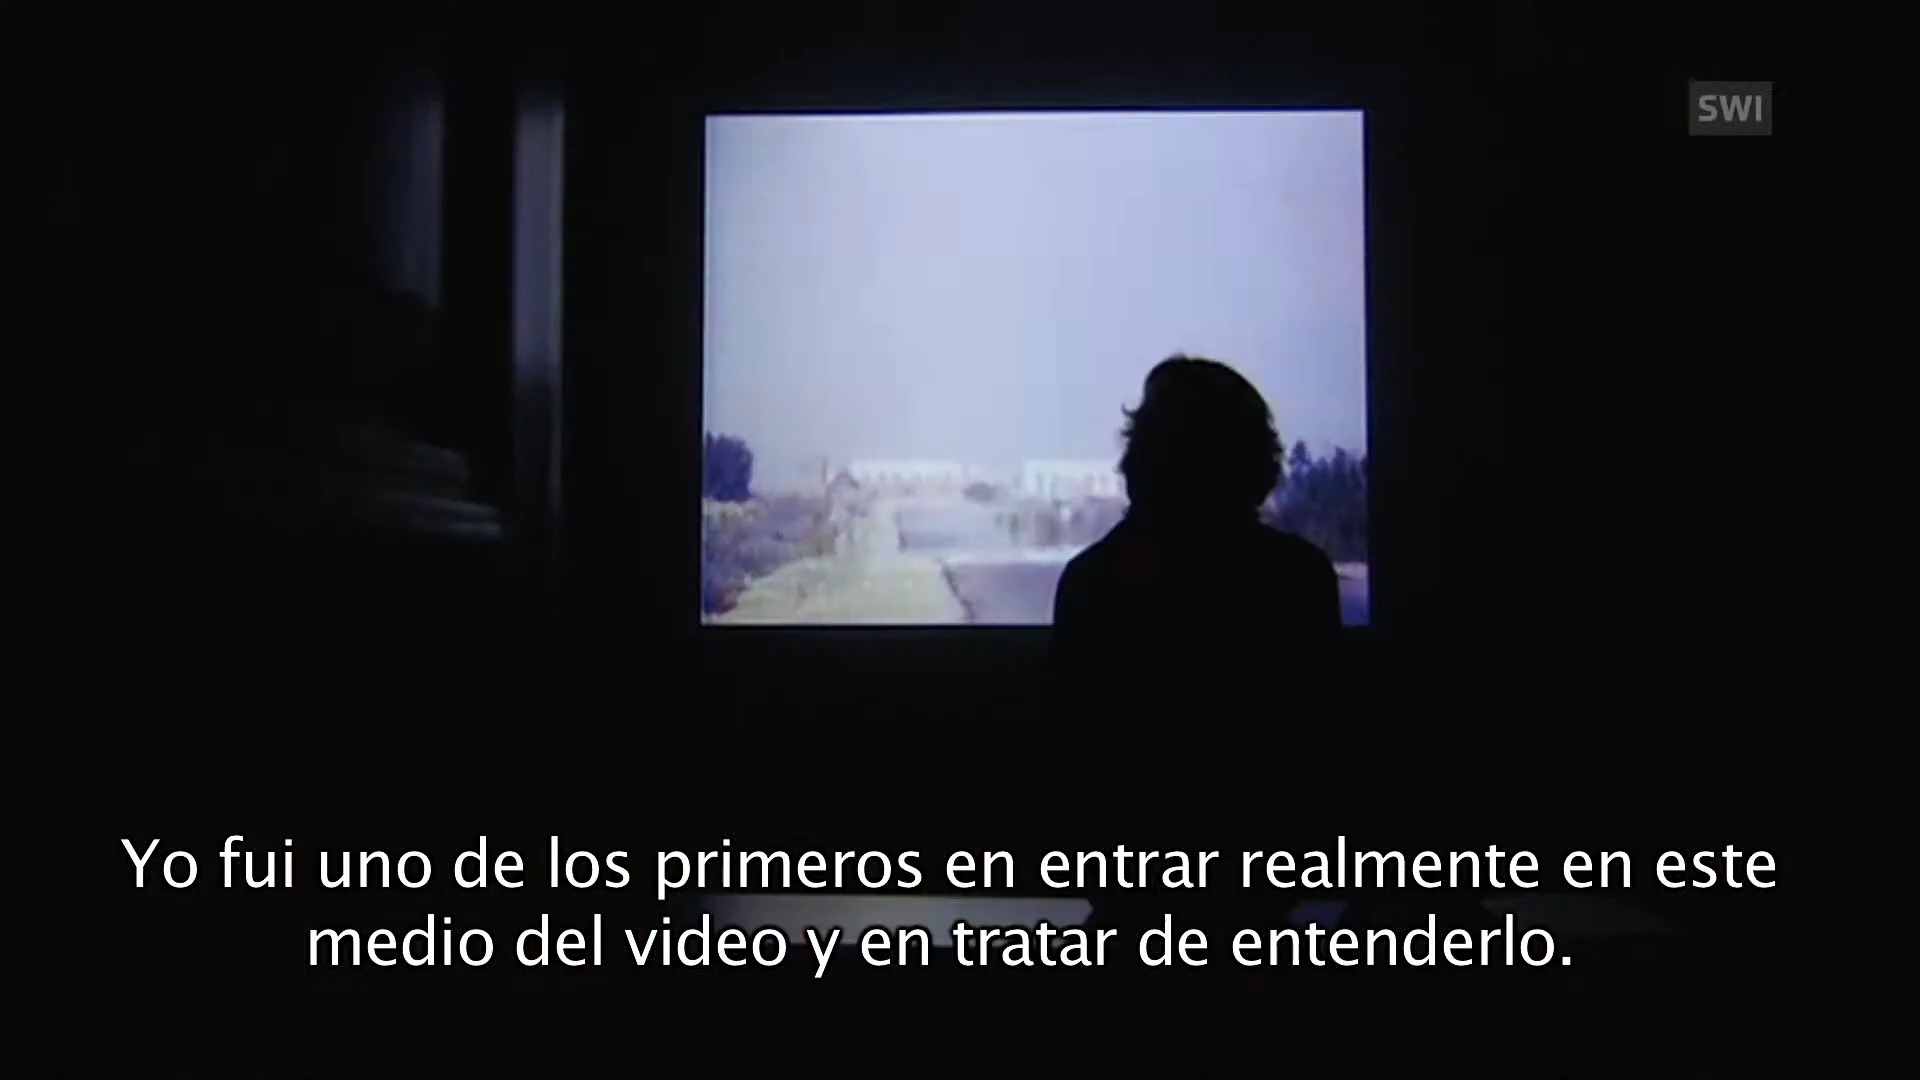 SWI
Yo fui uno de los primeros en entrar realmente en este
medio del video y en tratar de entenderlo.